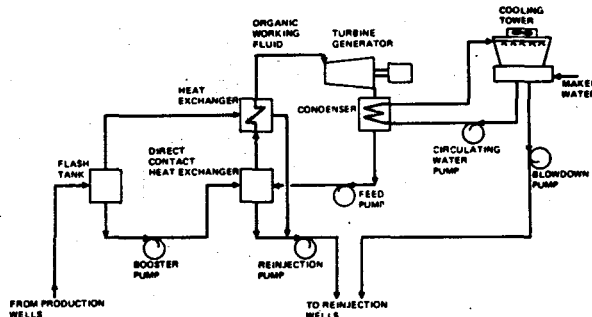 ORGANIC
WORKING
FLUID
TURBINE
GENERATOR
COOLING
TOWER
HEAT
EXCHANGER
CONDENSER
WATER
CIRCULATING
WATER
PUMP
BLOWDOWN
PUMP
FLASH
TANK
DIRECT
CONTACT
HEAT EXCHANGER
FEED
PUMP
BOOSTER
PUMP
REINJECTION
PUMP
FROM PRODUCTION
WELLS
TO REINJECTION
WELLS